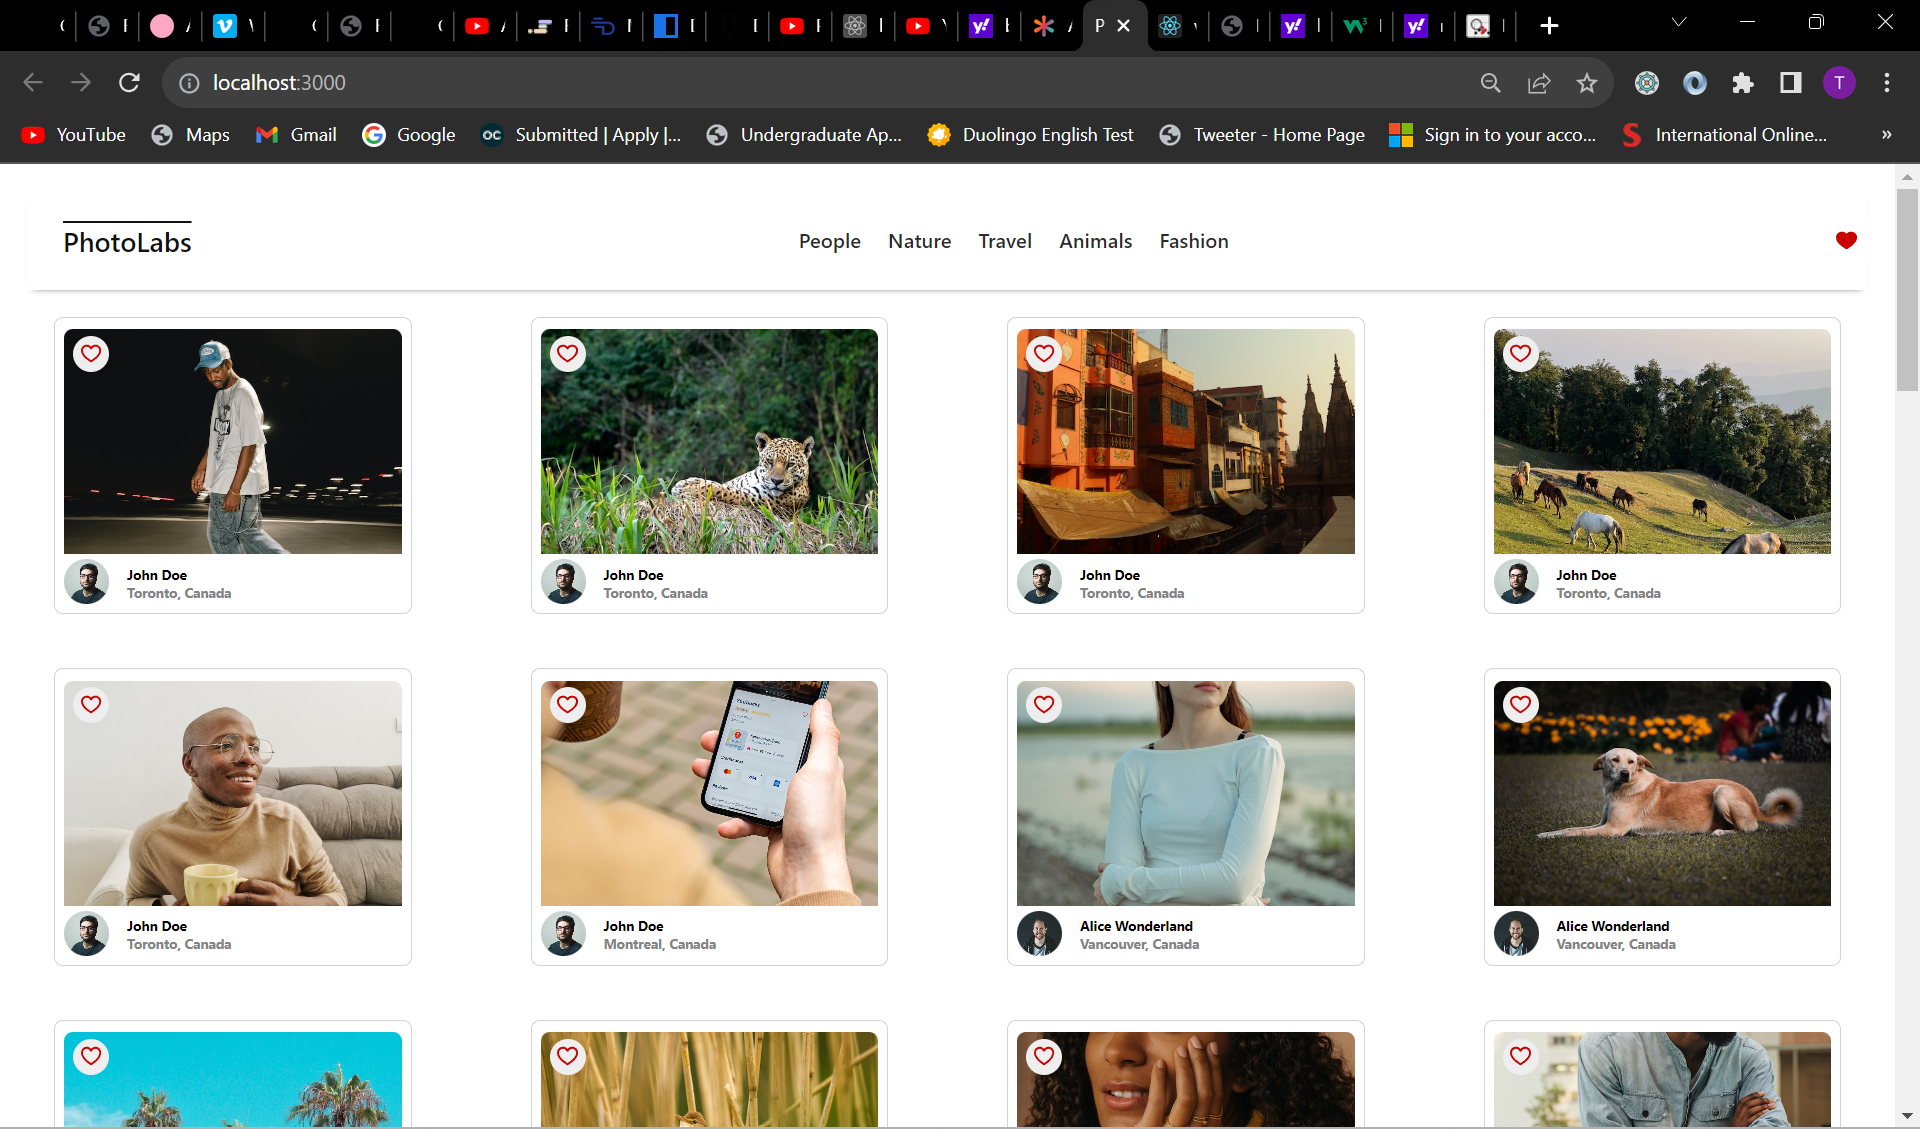 localhost:3000
YouTube Maps Gmail Google Submitted | Apply |... Undergraduate Ap... Duolingo English Test Tweeter - Home Page Sign in to your acco... International Online... »
T
PhotoLabs
People Nature Travel Animals Fashion
John Doe
Toronto, Canada
John Doe
Toronto, Canada
John Doe
Toronto, Canada
John Doe
Toronto, Canada
John Doe
Toronto, Canada
John Doe
Montreal, Canada
Alice Wonderland
Vancouver, Canada
Alice Wonderland
Vancouver, Canada